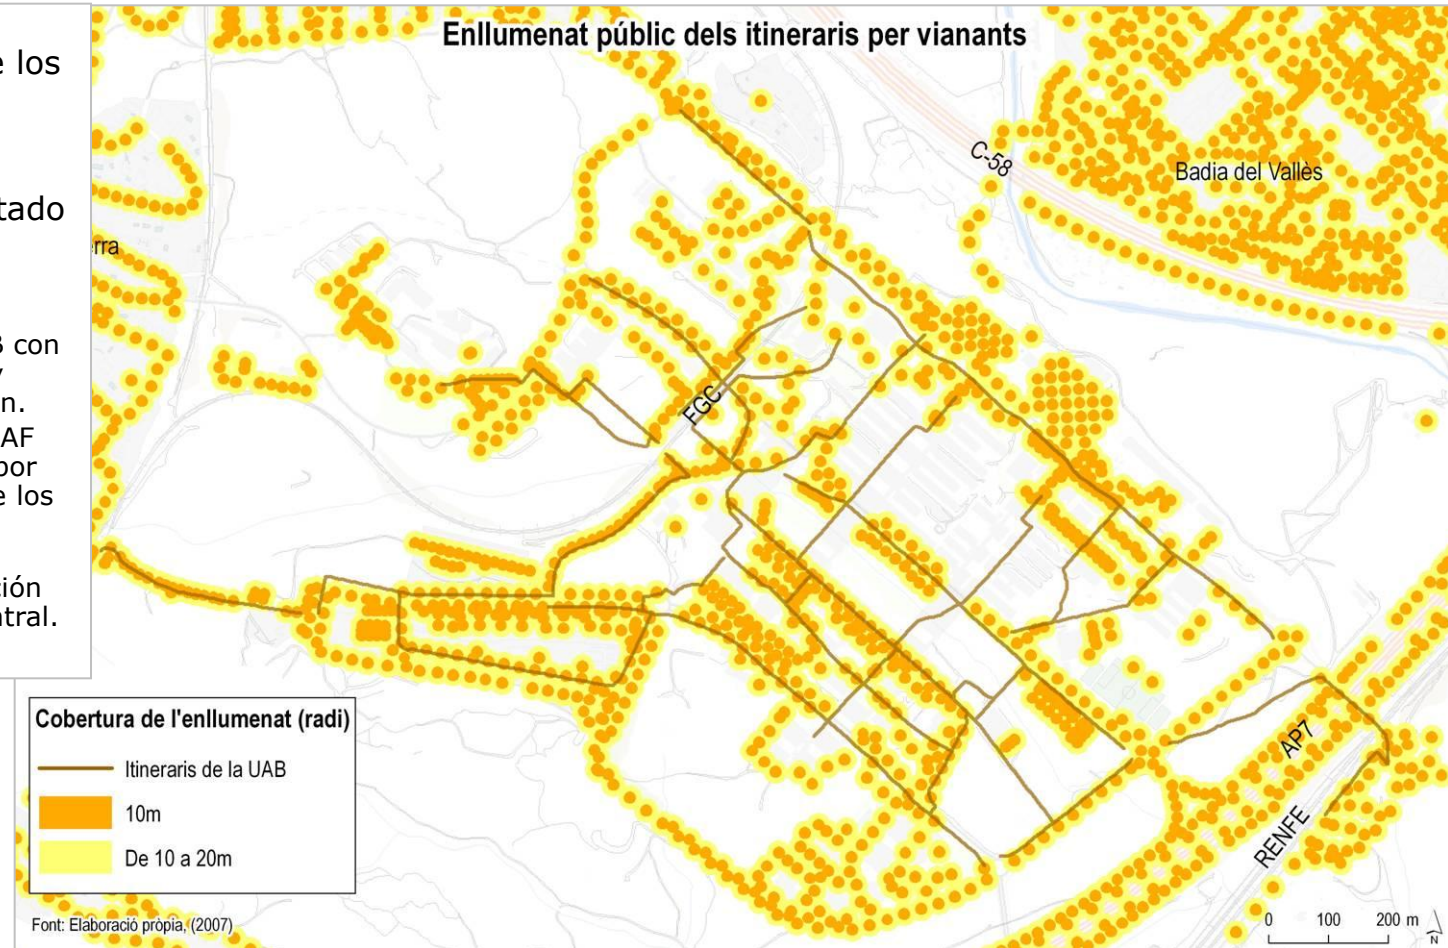 e los
tado
B con
n.
AF
por
e los
ción
ntral.
Enllumenat públic dels itineraris per vianants
C-58
Badia del Vallès
rra
FGC
AP7
RENFE
Cobertura de l'enllumenat (radi)
Itineraris de la UAB
10m
De 10 a 20m
Font: Elaboració pròpia, (2007)
0 100 200 m
N